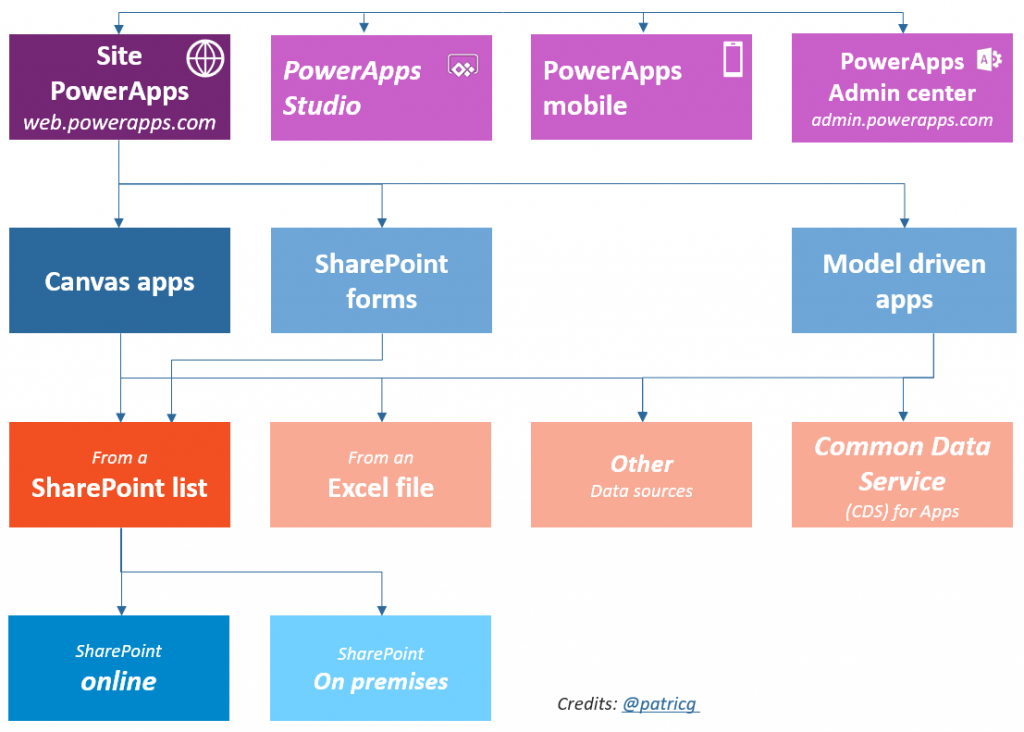 Site
PowerApps
web.powerapps.com
PowerApps
Studio
PowerApps
mobile
PowerApps
Admin center
admin.powerapps.com
Canvas apps
SharePoint
forms
Model driven
apps
From a
SharePoint list
From an
Excel file
Other
Data sources
Common Data
Service
(CDS) for Apps
SharePoint
online
SharePoint
On premises
Credits: @patricg